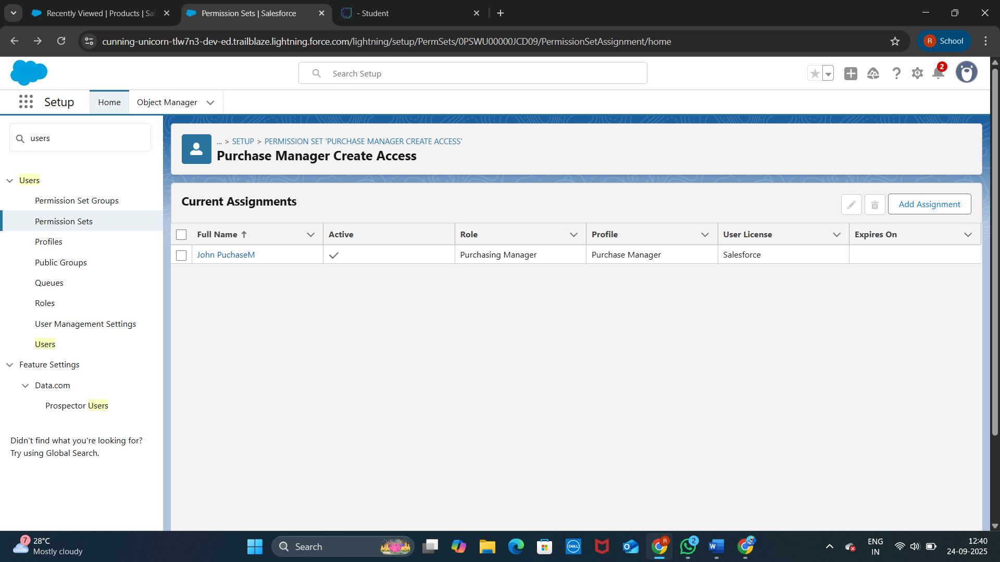 Recently Viewed | Products | Sal
Permission Sets | Salesforce
- Student
cunning-unicorn-tlw7n3-dev-ed.trailblaze.lightning.force.com/lightning/setup/PermSets/0PSWU00000JCD09/PermissionSetAssignment/home
R School
Search Setup
2
Setup
Home
Object Manager
users
... > SETUP > PERMISSION SET 'PURCHASE MANAGER CREATE ACCESS'
Purchase Manager Create Access
Users
Permission Set Groups
Permission Sets
Profiles
Public Groups
Queues
Roles
User Management Settings
Users
Feature Settings
Data.com
Prospector Users
Didn't find what you're looking for?
Try using Global Search.
Current Assignments
Add Assignment
Full Name Active Role Profile User License Expires On
John PuchaseM Purchasing Manager Purchase Manager Salesforce
7
28°C
Mostly cloudy
Search
DELL
R
2
W
ENG
IN
12:40
24-09-2025